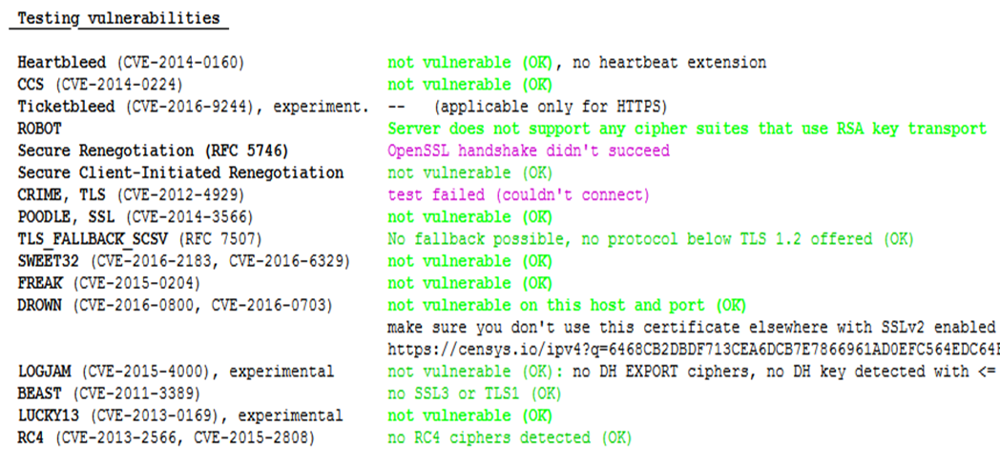 Testing vulnerabilities
Heartbleed (CVE-2014-0160) not vulnerable (OK), no heartbeat extension
CCS (CVE-2014-0224) not vulnerable (OK)
Ticketbleed (CVE-2016-9244), experiment. -- (applicable only for HTTPS)
ROBOT Server does not support any cipher suites that use RSA key transport
Secure Renegotiation (RFC 5746) OpenSSL handshake didn't succeed
Secure Client-Initiated Renegotiation not vulnerable (OK)
CRIME, TLS (CVE-2012-4929) test failed (couldn't connect)
POODLE, SSL (CVE-2014-3566) not vulnerable (OK)
TLS_FALLBACK_SCSV (RFC 7507) No fallback possible, no protocol below TLS 1.2 offered (OK)
SWEET32 (CVE-2016-2183, CVE-2016-6329) not vulnerable (OK)
FREAK (CVE-2015-0204) not vulnerable (OK)
DROWN (CVE-2016-0800, CVE-2016-0703) not vulnerable on this host and port (OK)
make sure you don't use this certificate elsewhere with SSLv2 enabled
https://censys.io/ipv4?q=6468CB2DBDF713CEA6DCB7E7866961AD0EFC564EDC64E
LOGJAM (CVE-2015-4000), experimental not vulnerable (OK): no DH EXPORT ciphers, no DH key detected with <=
BEAST (CVE-2011-3389) no SSL3 or TLS1 (OK)
LUCKY13 (CVE-2013-0169), experimental not vulnerable (OK)
RC4 (CVE-2013-2566, CVE-2015-2808) no RC4 ciphers detected (OK)